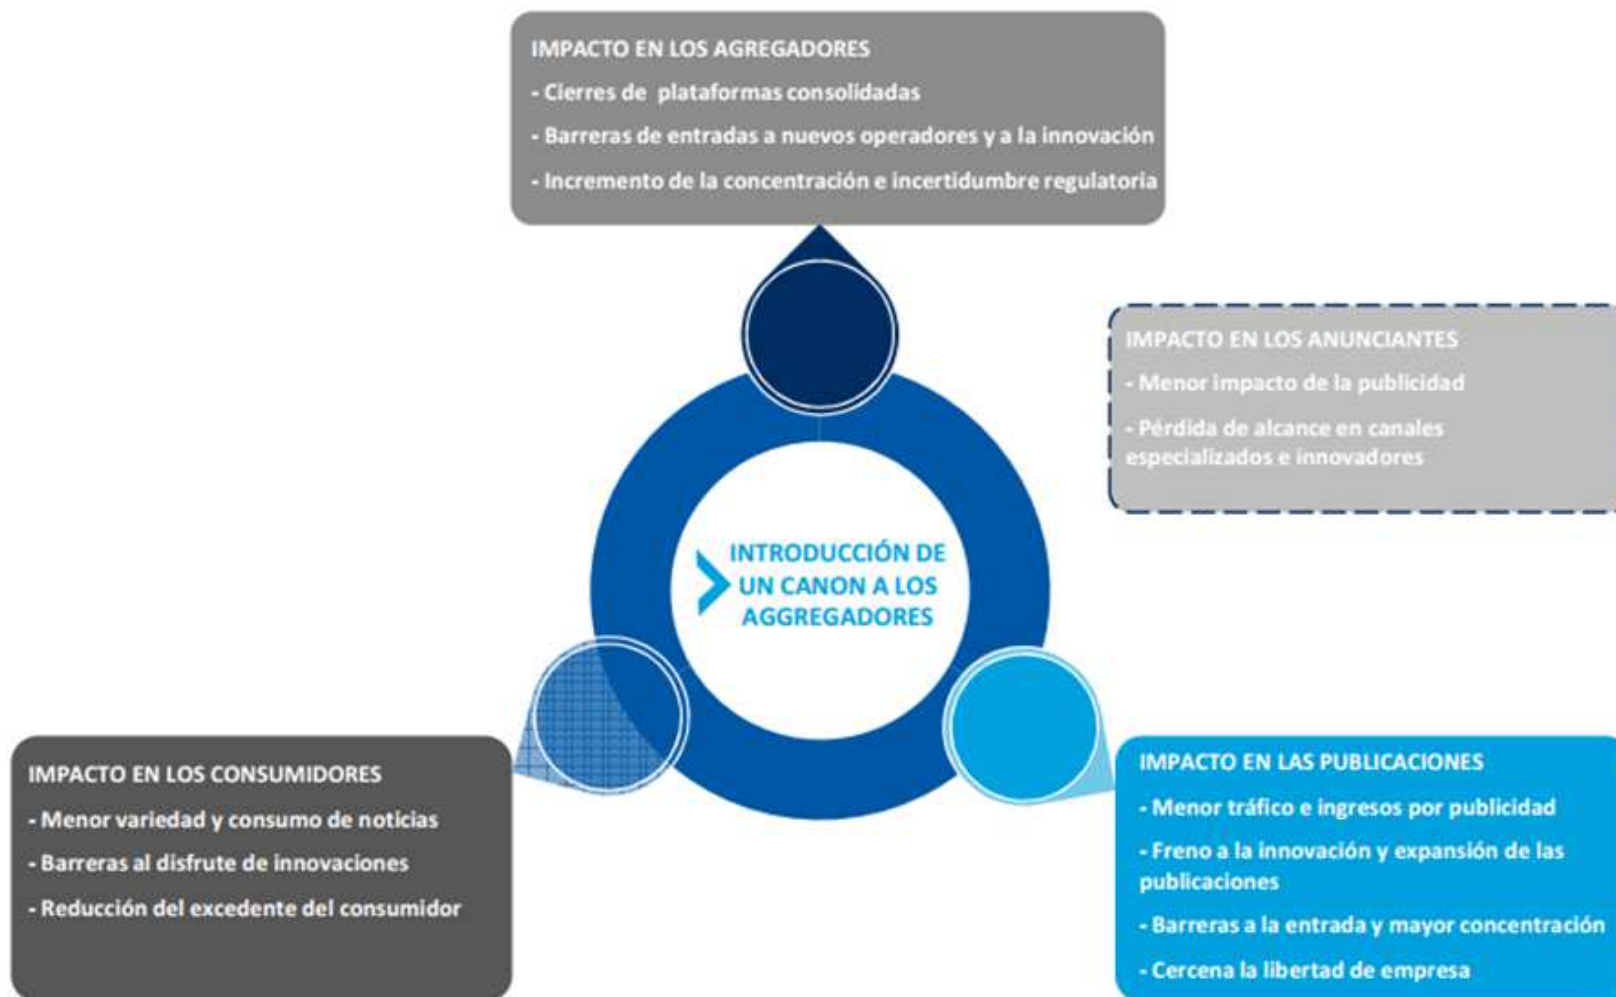 IMPACTO EN LOS AGREGADORES
- Cierres de plataformas consolidadas
- Barreras de entradas a nuevos operadores y a la innovación
- Incremento de la concentración e incertidumbre regulatoria
IMPACTO EN LOS ANUNCIANTES
- Menor impacto de la publicidad
- Pérdida de alcance en canales
especializados e innovadores
INTRODUCCIÓN DE
UN CANON A LOS
AGGREGADORES
IMPACTO EN LOS CONSUMIDORES
- Menor variedad y consumo de noticias
- Barreras al disfrute de innovaciones
- Reducción del excedente del consumidor
IMPACTO EN LAS PUBLICACIONES
- Menor tráfico e ingresos por publicidad
- Freno a la innovación y expansión de las
publicaciones
- Barreras a la entrada y mayor concentración
- Cercena la libertad de empresa